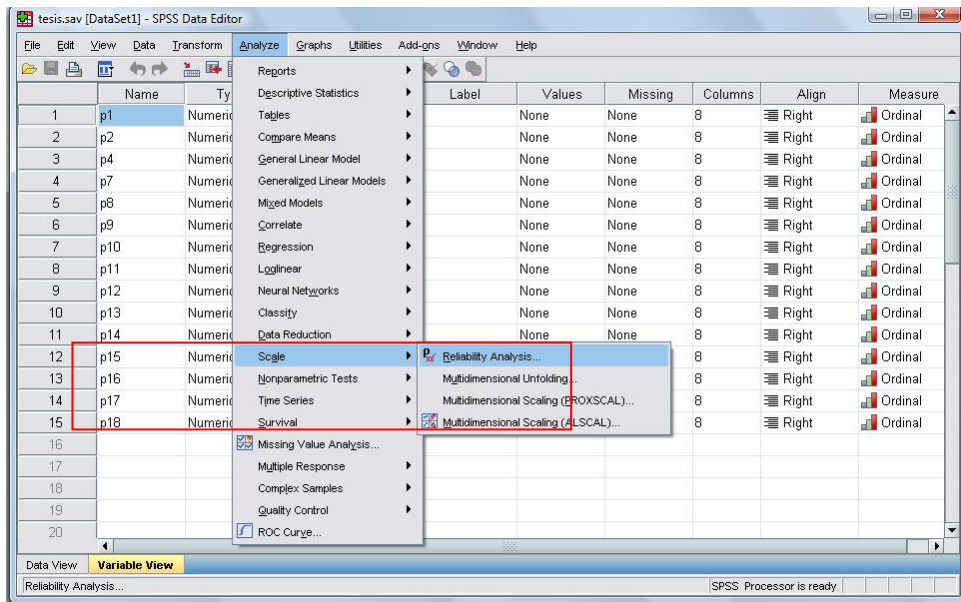 tesis.sav [DataSet1] - SPSS Data Editor
File Edit View Data Transform Analyze Graphs Utilities Add-ons Window Help
Name Ty Label Values Missing Columns Align Measure
1 p1 Numeric None None 8 Right Ordinal
2 p2 Numeric None None 8 Right Ordinal
3 p4 Numeric None None 8 Right Ordinal
4 p7 Numeric None None 8 Right Ordinal
5 p8 Numeric None None 8 Right Ordinal
6 p9 Numeric None None 8 Right Ordinal
7 p10 Numeric None None 8 Right Ordinal
8 p11 Numeric None None 8 Right Ordinal
9 p12 Numeric None None 8 Right Ordinal
10 p13 Numeric None None 8 Right Ordinal
11 p14 Numeric None None 8 Right Ordinal
12 p15 Numeric 8 Right Ordinal
13 p16 Numeric 8 Right Ordinal
14 p17 Numeric 8 Right Ordinal
15 p18 Numeric 8 Right Ordinal
16
17
18
19
20
Reports
Descriptive Statistics
Tables
Compare Means
General Linear Model
Generalized Linear Models
Mixed Models
Correlate
Regression
Loglinear
Neural Networks
Classify
Data Reduction
Scale
Nonparametric Tests
Time Series
Survival
Missing Value Analysis...
Multiple Response
Complex Samples
Quality Control
ROC Curve...
Reliability Analysis...
Multidimensional Unfolding...
Multidimensional Scaling (PROXSCAL)...
Multidimensional Scaling (ALSCAL)...
Data View Variable View
Reliability Analysis... SPSS Processor is ready